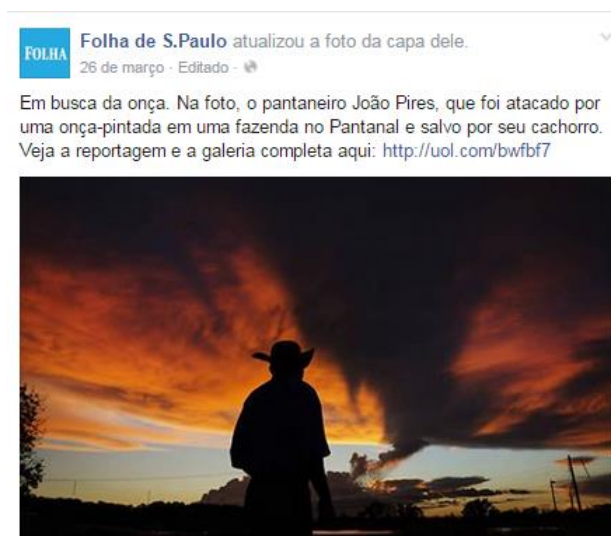 FOLHA
Folha de S.Paulo atualizou a foto da capa dele.
26 de março · Editado ·
Em busca da onça. Na foto, o pantaneiro João Pires, que foi atacado por
uma onça-pintada em uma fazenda no Pantanal e salvo por seu cachorro.
Veja a reportagem e a galeria completa aqui: http://uol.com/bwfbf7